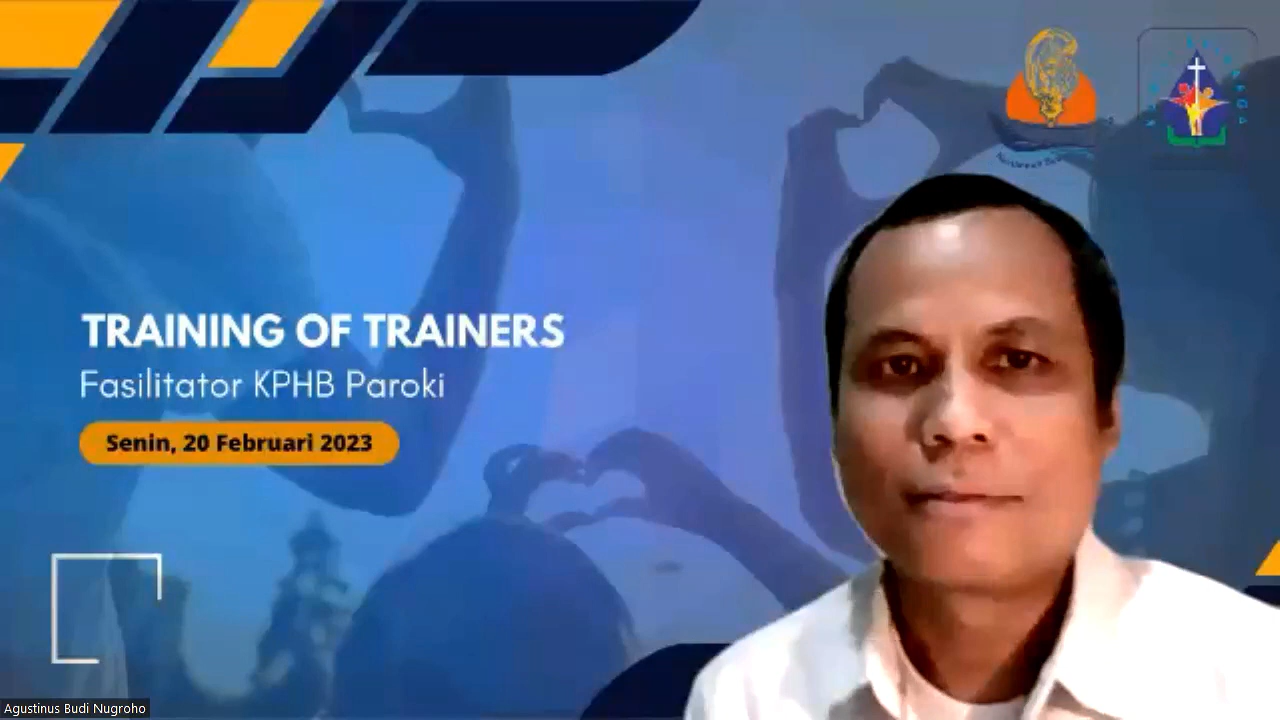 TRAINING OF TRAINERS
Fasilitator KPHB Paroki
Senin, 20 Februari 2023
Agustinus Budi Nugroho